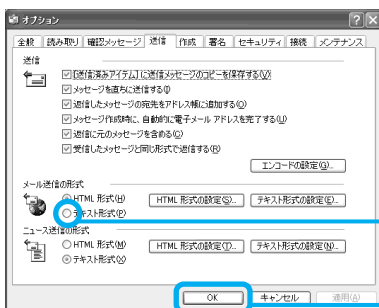 オプション
全般 読み取り 確認メッセージ 送信 作成 署名 セキュリティ 接続 メンテナンス
送信
[送信済みアイテム]に送信メッセージのコピーを保存する(V)
メッセージを直ちに送信する(I)
返信したメッセージの宛先をアドレス帳に追加する(O)
メッセージ作成時に、自動的に電子メール アドレスを完了する(U)
返信に元のメッセージを含める(C)
受信したメッセージと同じ形式で返信する(R)
エンコードの設定(G)...
メール送信の形式
HTML 形式(H) HTML 形式の設定(S)... テキスト形式の設定(E)...
テキスト形式(P)
ニュース送信の形式
HTML 形式(M) HTML 形式の設定(T)... テキスト形式の設定(N)...
テキスト形式(X)
OK キャンセル 適用(A)